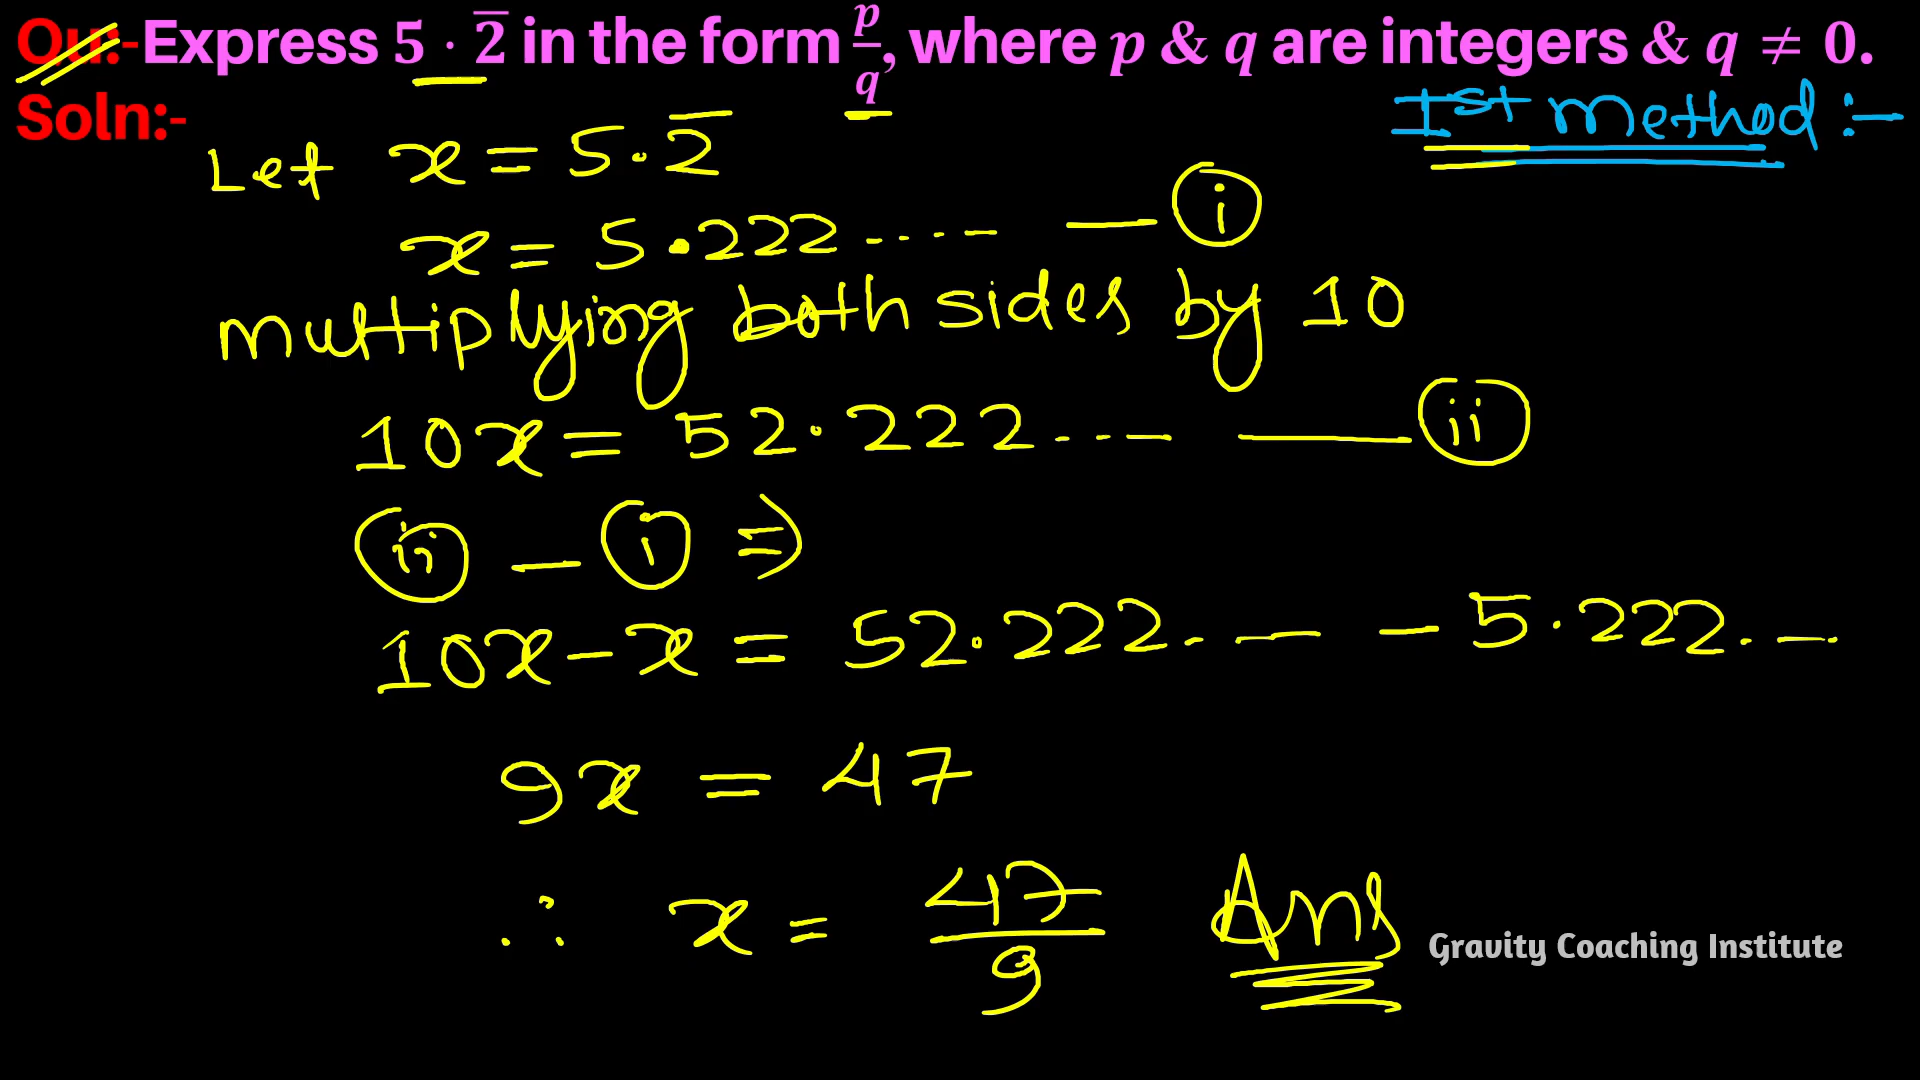 Qu:- Express 5·2̅ in the form p/q, where p & q are integers & q ≠ 0.
Soln:-
Ist method :-
Let x = 5·2̅
x = 5·222..... — (i)
multiplying both sides by 10
10x = 52·222..... — (ii)
(ii) — (i) ⇒
10x – x = 52·222..... – 5·222.....
9x = 47
∴ x = 47/9 Ans
Gravity Coaching Institute